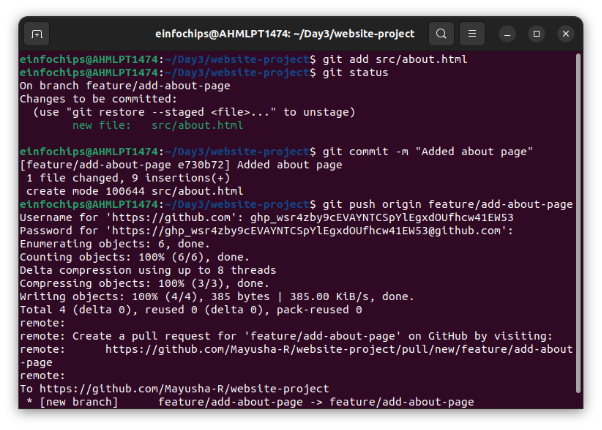 einfochips@AHMLPT1474: ~/Day3/website-project
einfochips@AHMLPT1474:~/Day3/website-project$ git add src/about.html
einfochips@AHMLPT1474:~/Day3/website-project$ git status
On branch feature/add-about-page
Changes to be committed:
  (use "git restore --staged <file>..." to unstage)
        new file:   src/about.html
einfochips@AHMLPT1474:~/Day3/website-project$ git commit -m "Added about page"
[feature/add-about-page e730b72] Added about page
 1 file changed, 9 insertions(+)
 create mode 100644 src/about.html
einfochips@AHMLPT1474:~/Day3/website-project$ git push origin feature/add-about-page
Username for 'https://github.com': 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
Password for 'https://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@github.com':
Enumerating objects: 6, done.
Counting objects: 100% (6/6), done.
Delta compression using up to 8 threads
Compressing objects: 100% (3/3), done.
Writing objects: 100% (4/4), 385 bytes | 385.00 KiB/s, done.
Total 4 (delta 0), reused 0 (delta 0), pack-reused 0
remote:
remote: Create a pull request for 'feature/add-about-page' on GitHub by visiting:
remote:      https://github.com/Mayusha-R/website-project/pull/new/feature/add-about
-page
remote:
To https://github.com/Mayusha-R/website-project
 * [new branch]      feature/add-about-page -> feature/add-about-page